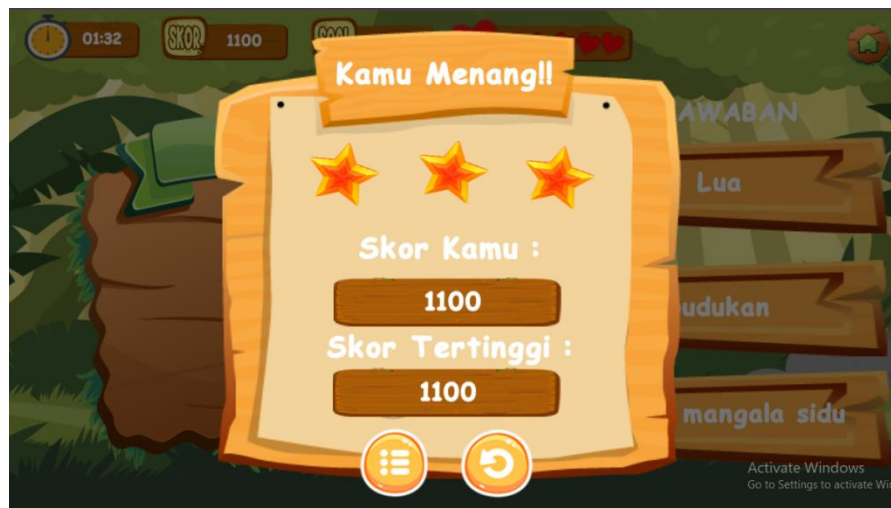 01:32
SKOR
1100
SOAL
Kamu Menang!!
AWABAN
Lua
Skor Kamu :
1100
udukan
Skor Tertinggi :
1100
mangala sidu
Activate Windows
Go to Settings to activate Wi